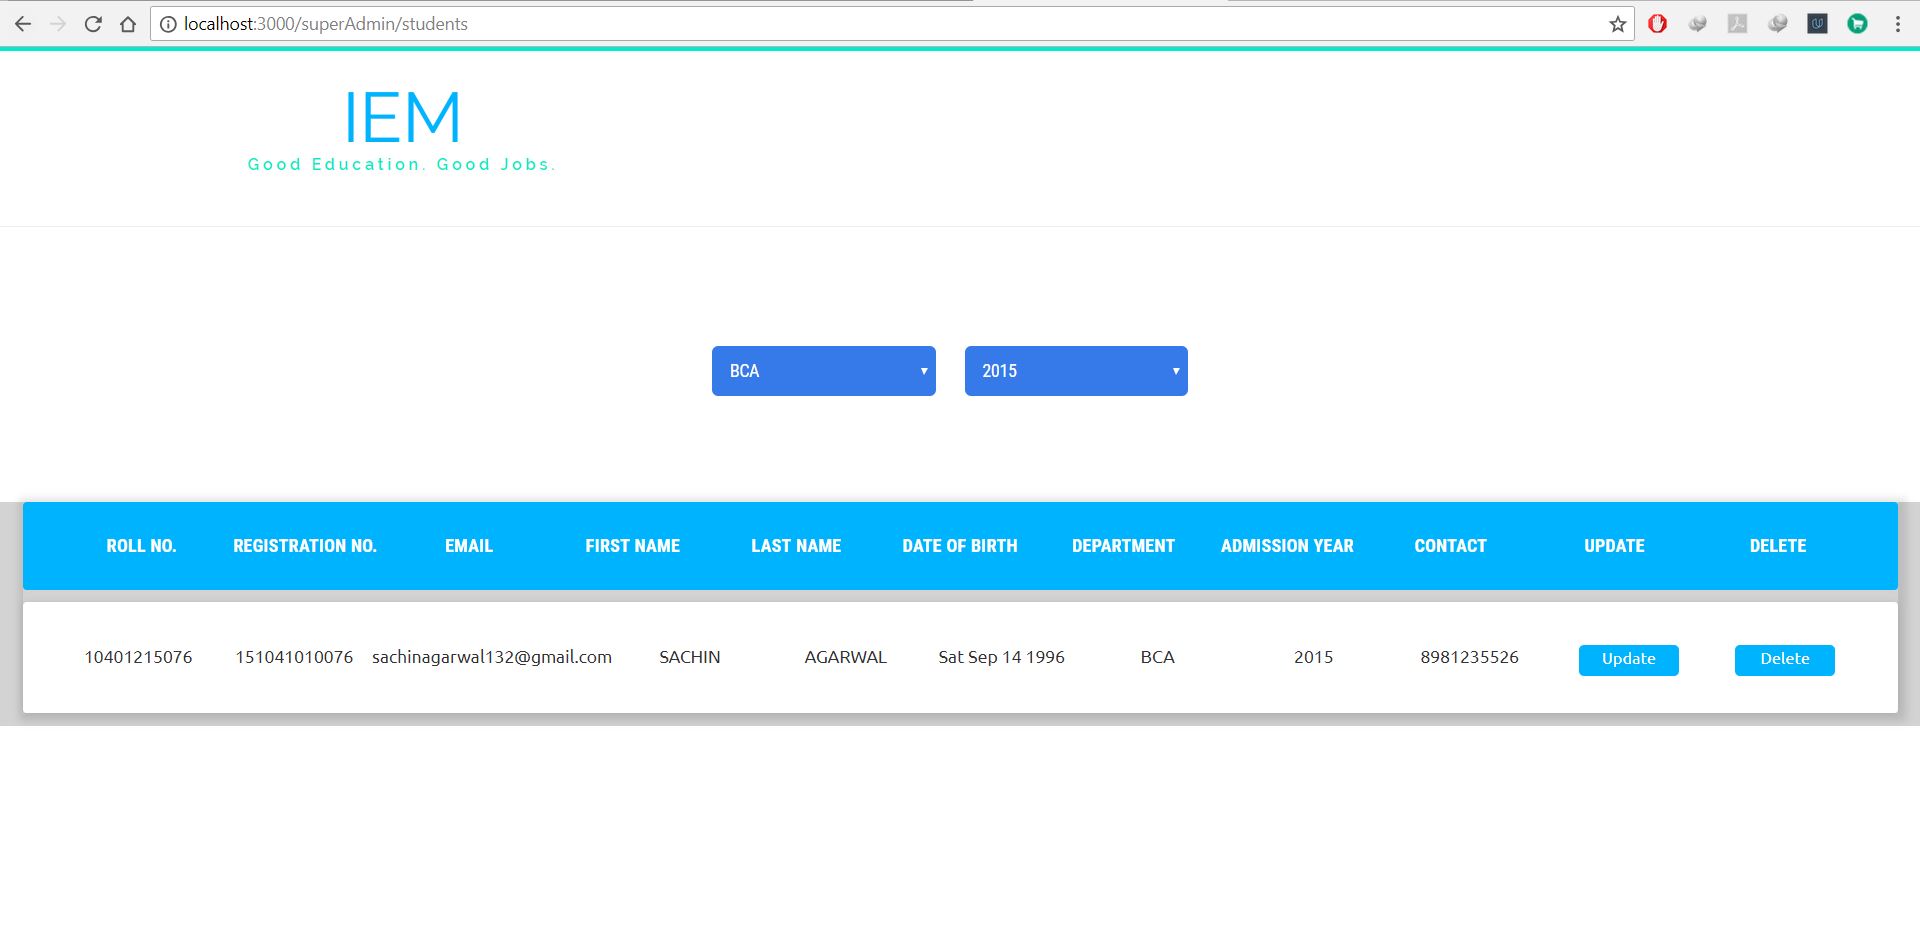 localhost:3000/superAdmin/students
IEM
Good Education. Good Jobs.
BCA 2015
ROLL NO. REGISTRATION NO. EMAIL FIRST NAME LAST NAME DATE OF BIRTH DEPARTMENT ADMISSION YEAR CONTACT UPDATE DELETE
10401215076 151041010076 sachinagarwal132@gmail.com SACHIN AGARWAL Sat Sep 14 1996 BCA 2015 8981235526 Update Delete